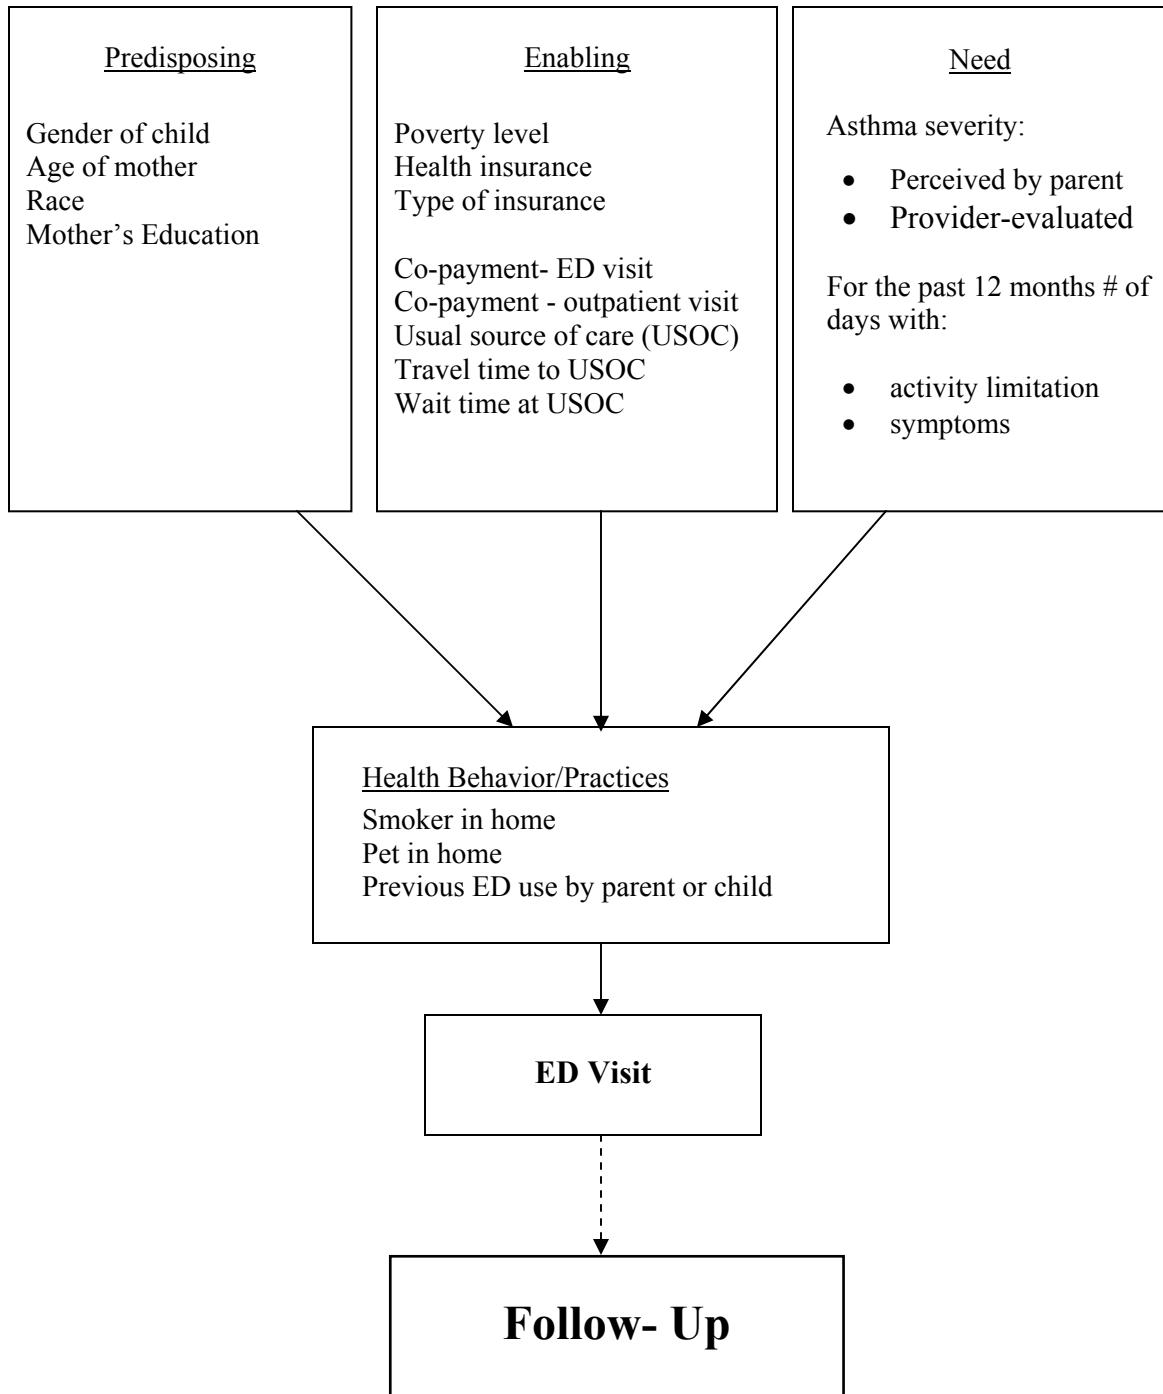 Predisposing
Gender of child
Age of mother
Race
Mother’s Education
Enabling
Poverty level
Health insurance
Type of insurance
Co-payment- ED visit
Co-payment - outpatient visit
Usual source of care (USOC)
Travel time to USOC
Wait time at USOC
Need
Asthma severity:
• Perceived by parent
• Provider-evaluated
For the past 12 months # of
days with:
• activity limitation
• symptoms
Health Behavior/Practices
Smoker in home
Pet in home
Previous ED use by parent or child
ED Visit
Follow- Up